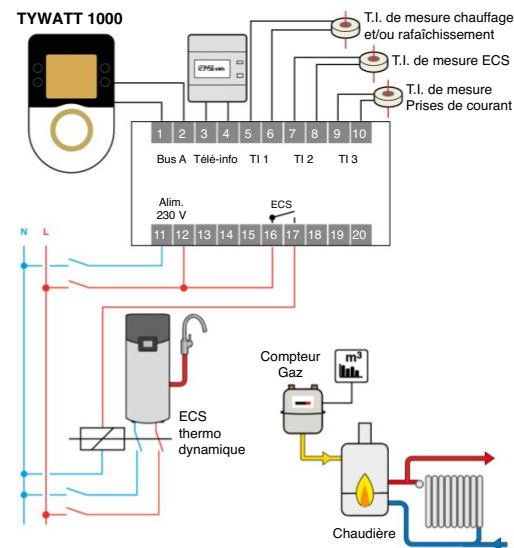 TYWATT 1000
T.I. de mesure chauffage
et/ou rafaîchissement
T.I. de mesure ECS
T.I. de mesure
Prises de courant
123456 kWh
1 2 3 4 5 6 7 8 9 10
Bus A Télé-info TI 1 TI 2 TI 3
Alim.
230 V
ECS
11 12 13 14 15 16 17 18 19 20
N L
ECS
thermo
dynamique
Compteur
Gaz
m³
Chaudière